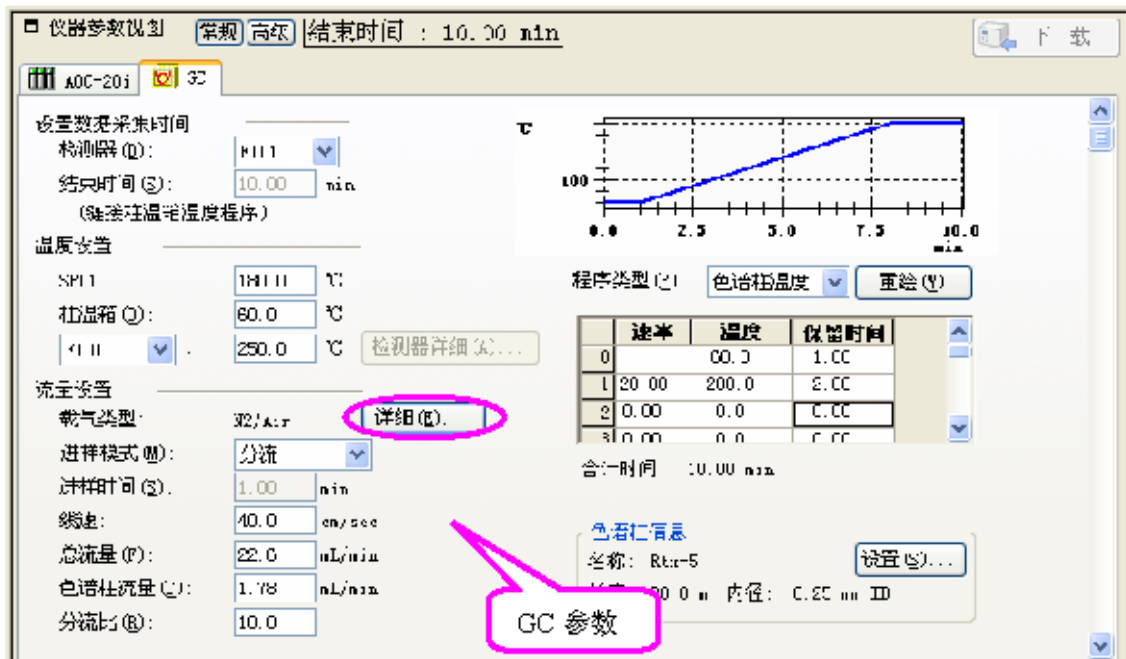 仪器参数视图 常规 高级 结束时间 : 10.00 min 下 载
AOC-20i GC
设置数据采集时间
检测器(D):
结束时间(S): 10.00 min
(链接柱温箱温度程序)
温度设置
180.0 ℃
柱温箱(O): 60.0 ℃
250.0 ℃ 检测器详细
流量设置
载气类型: N2/Air 详细
进样模式(M): 分流
进样时间(S): 1.00 min
线速: 40.0 cm/sec
总流量(F): 22.6 mL/min
色谱柱流量 1.78 mL/min
分流比(R): 10.0
℃
100
0.0 2.5 5.0 7.5 10.0
min
程序类型 色谱柱温度 重绘(Y)
速率 温度 保留时间
0 60.0 1.00
1 20.00 200.0 2.00
2 0.00 0.0 0.00
3 0.00 0.0 0.00
合计时间 10.00 min
色谱柱信息
名称: Rtx-5 设置(S)...
内径: 0.25 mm ID
GC 参数